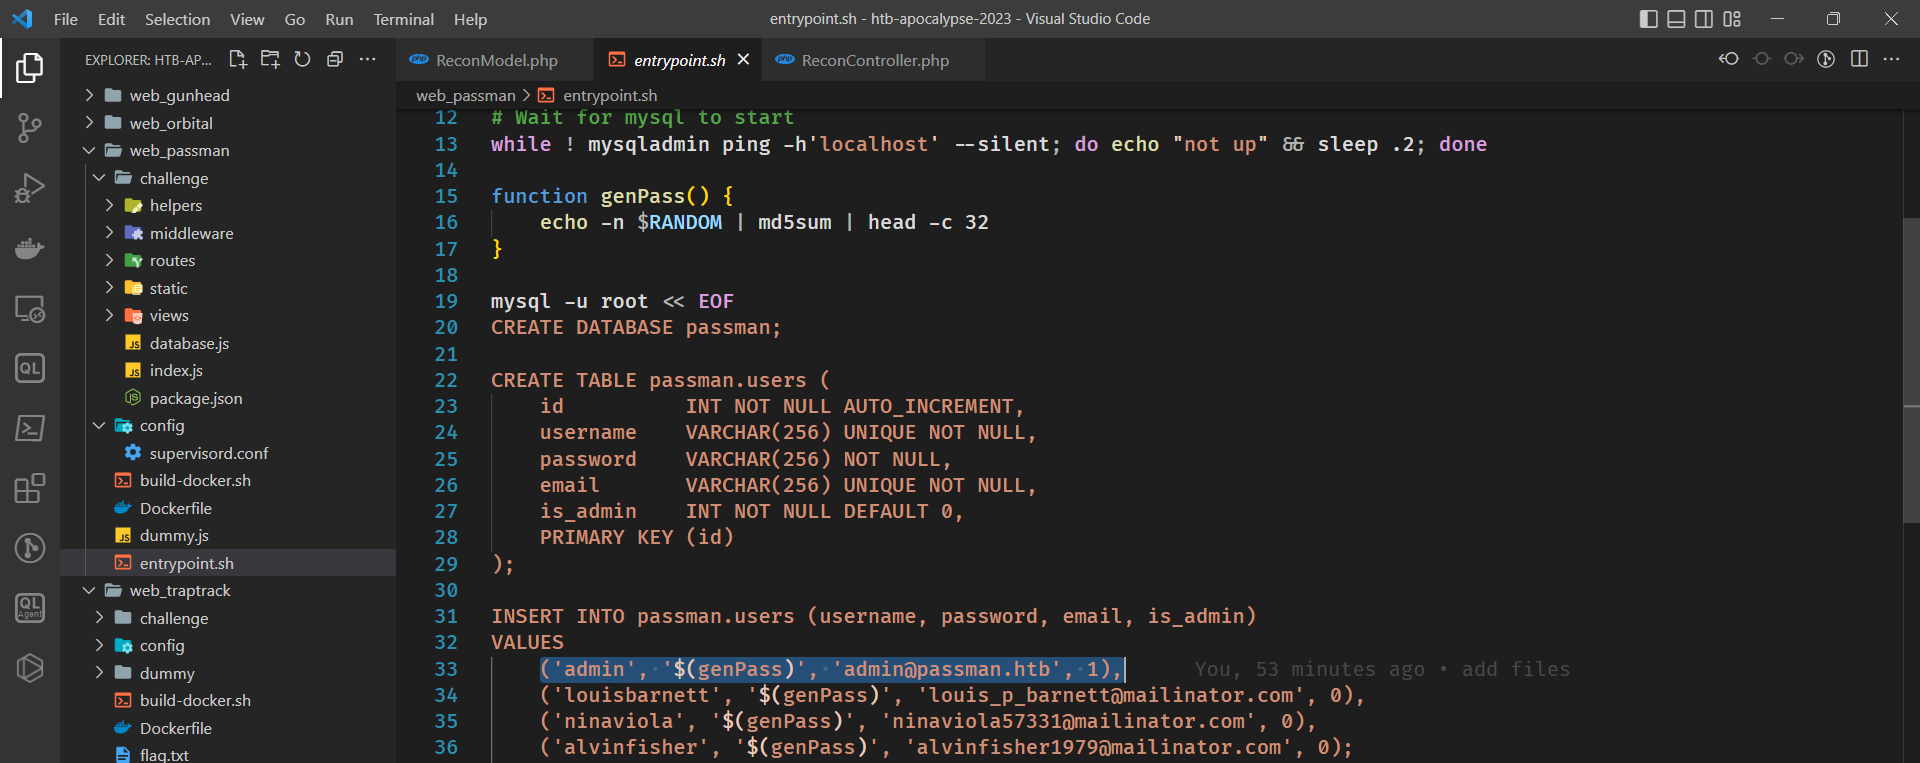 File Edit Selection View Go Run Terminal Help
entrypoint.sh - htb-apocalypse-2023 - Visual Studio Code
EXPLORER: HTB-AP...
web_gunhead
web_orbital
web_passman
challenge
helpers
middleware
routes
static
views
JS database.js
JS index.js
JS package.json
config
supervisord.conf
build-docker.sh
Dockerfile
JS dummy.js
entrypoint.sh
web_traptrack
challenge
config
dummy
build-docker.sh
Dockerfile
flag.txt
QL
QL Agent
php ReconModel.php
entrypoint.sh
php ReconController.php
web_passman > entrypoint.sh
12 # Wait for mysql to start
13 while ! mysqladmin ping -h'localhost' --silent; do echo "not up" && sleep .2; done
14
15 function genPass() {
16 echo -n $RANDOM | md5sum | head -c 32
17 }
18
19 mysql -u root << EOF
20 CREATE DATABASE passman;
21
22 CREATE TABLE passman.users (
23 id INT NOT NULL AUTO_INCREMENT,
24 username VARCHAR(256) UNIQUE NOT NULL,
25 password VARCHAR(256) NOT NULL,
26 email VARCHAR(256) UNIQUE NOT NULL,
27 is_admin INT NOT NULL DEFAULT 0,
28 PRIMARY KEY (id)
29 );
30
31 INSERT INTO passman.users (username, password, email, is_admin)
32 VALUES
33 ('admin', '$(genPass)', 'admin@passman.htb', 1), You, 53 minutes ago • add files
34 ('louisbarnett', '$(genPass)', 'louis_p_barnett@mailinator.com', 0),
35 ('ninaviola', '$(genPass)', 'ninaviola57331@mailinator.com', 0),
36 ('alvinfisher', '$(genPass)', 'alvinfisher1979@mailinator.com', 0);